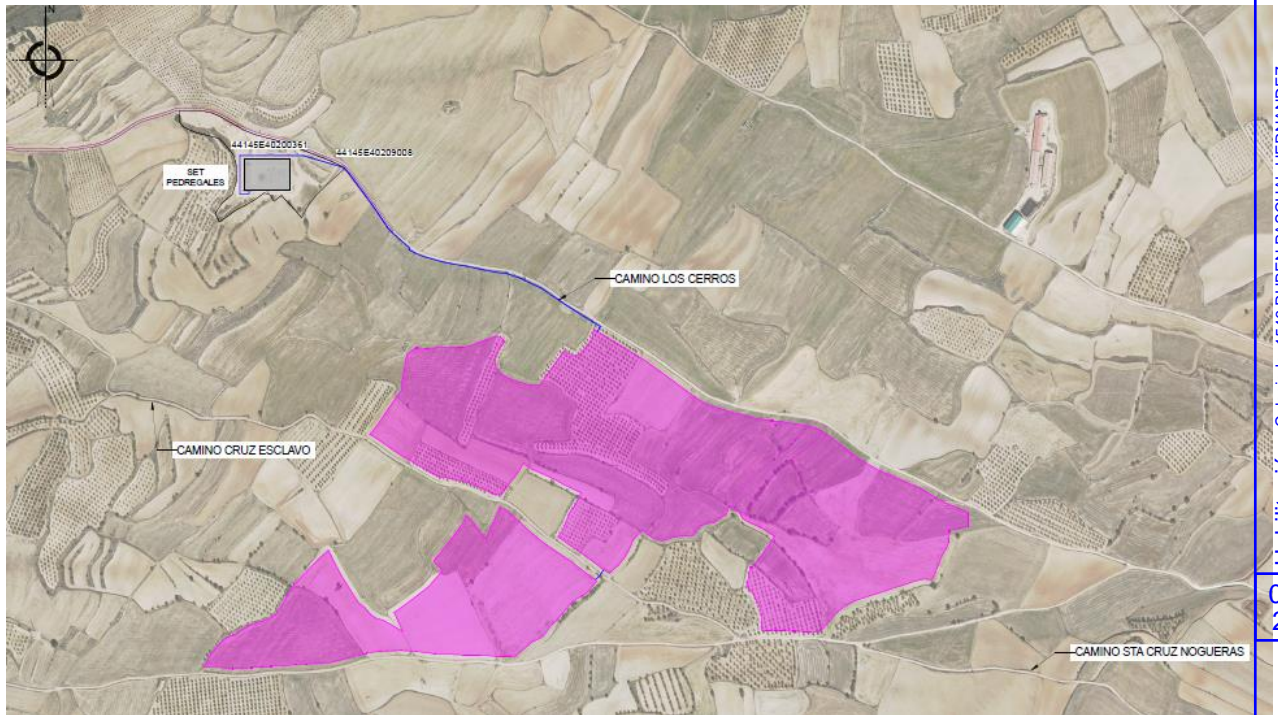 N
44145E40200351
44145E40209008
SET
PEDREGALES
CAMINO LOS CERROS
CAMINO CRUZ ESCLAVO
CAMINO STA CRUZ NOGUERAS